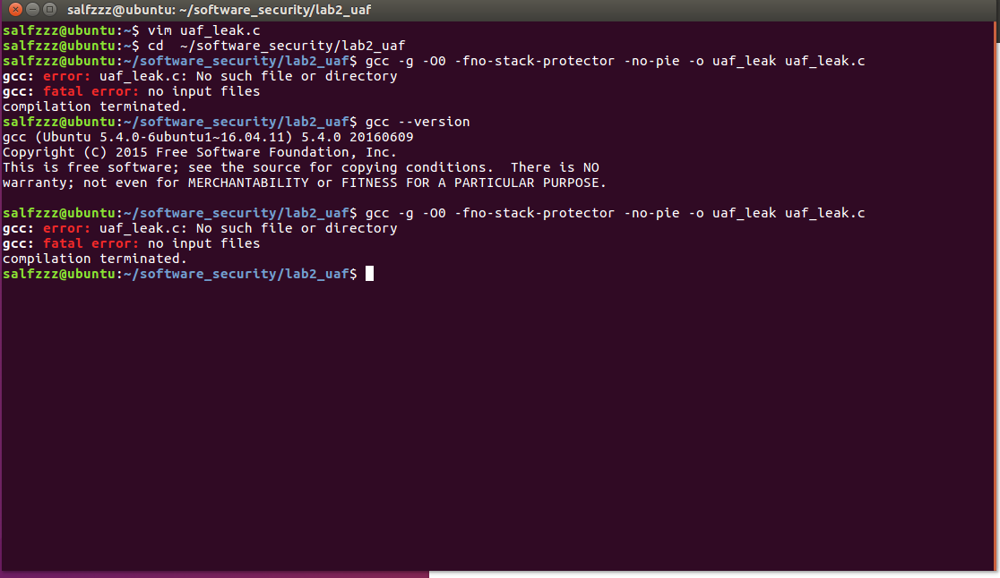 salfzzz@ubuntu: ~/software_security/lab2_uaf
salfzzz@ubuntu:~$ vim uaf_leak.c
salfzzz@ubuntu:~$ cd  ~/software_security/lab2_uaf
salfzzz@ubuntu:~/software_security/lab2_uaf$ gcc -g -O0 -fno-stack-protector -no-pie -o uaf_leak uaf_leak.c
gcc: error: uaf_leak.c: No such file or directory
gcc: fatal error: no input files
compilation terminated.
salfzzz@ubuntu:~/software_security/lab2_uaf$ gcc --version
gcc (Ubuntu 5.4.0-6ubuntu1~16.04.11) 5.4.0 20160609
Copyright (C) 2015 Free Software Foundation, Inc.
This is free software; see the source for copying conditions.  There is NO
warranty; not even for MERCHANTABILITY or FITNESS FOR A PARTICULAR PURPOSE.
salfzzz@ubuntu:~/software_security/lab2_uaf$ gcc -g -O0 -fno-stack-protector -no-pie -o uaf_leak uaf_leak.c
gcc: error: uaf_leak.c: No such file or directory
gcc: fatal error: no input files
compilation terminated.
salfzzz@ubuntu:~/software_security/lab2_uaf$